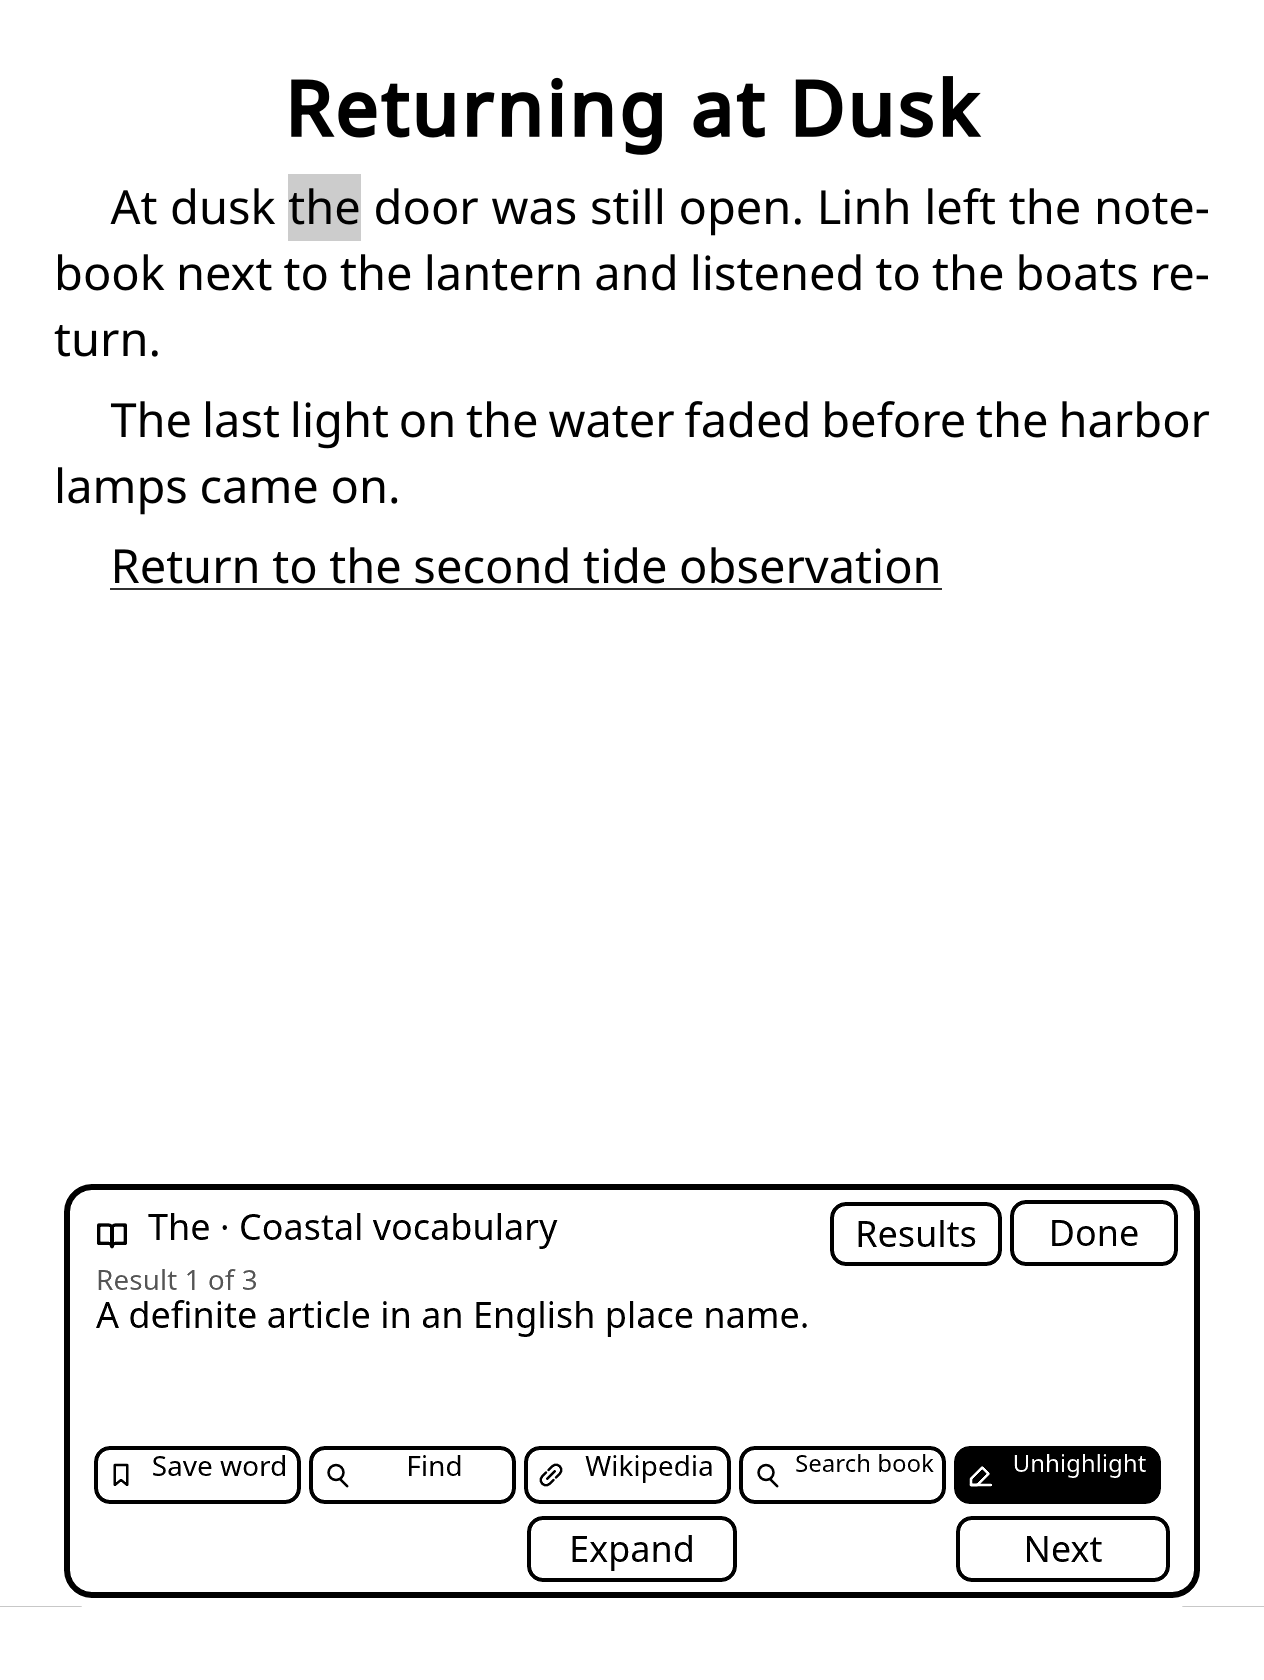 Returning at Dusk
At dusk the door was still open. Linh left the note-
book next to the lantern and listened to the boats re-
turn.
The last light on the water faded before the harbor
lamps came on.
Return to the second tide observation
The · Coastal vocabulary
Results
Done
Result 1 of 3
A definite article in an English place name.
Save word
Find
Wikipedia
Search book
Unhighlight
Expand
Next